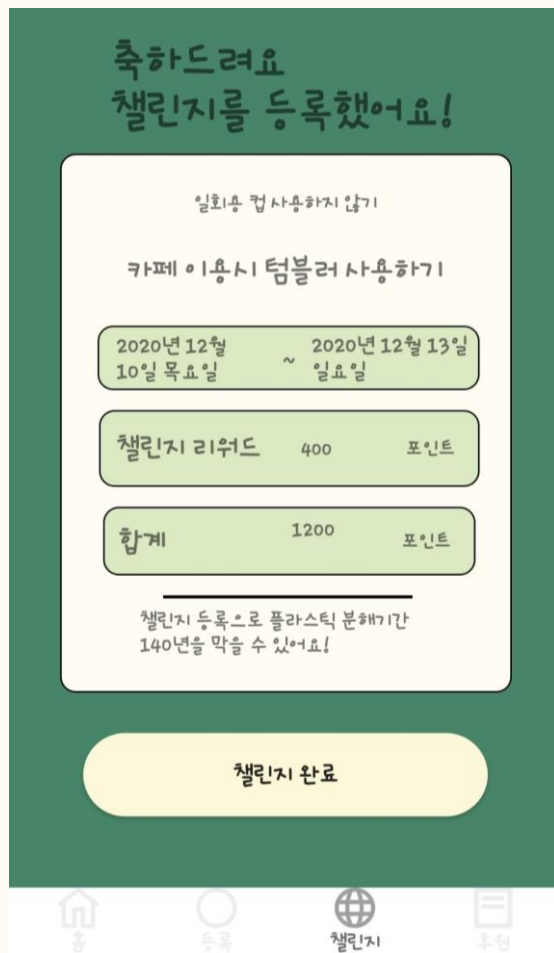 축하드려요
챌린지를 등록했어요!
일회용 컵 사용하지 않기
카페 이용시 텀블러 사용하기
2020년 12월
10일 목요일
~
2020년 12월 13일
일요일
챌린지 리워드 400 포인트
합계 1200 포인트
챌린지 등록으로 플라스틱 분해기간
140년을 막을 수 있어요!
챌린지 완료
홈 등록 챌린지 후원